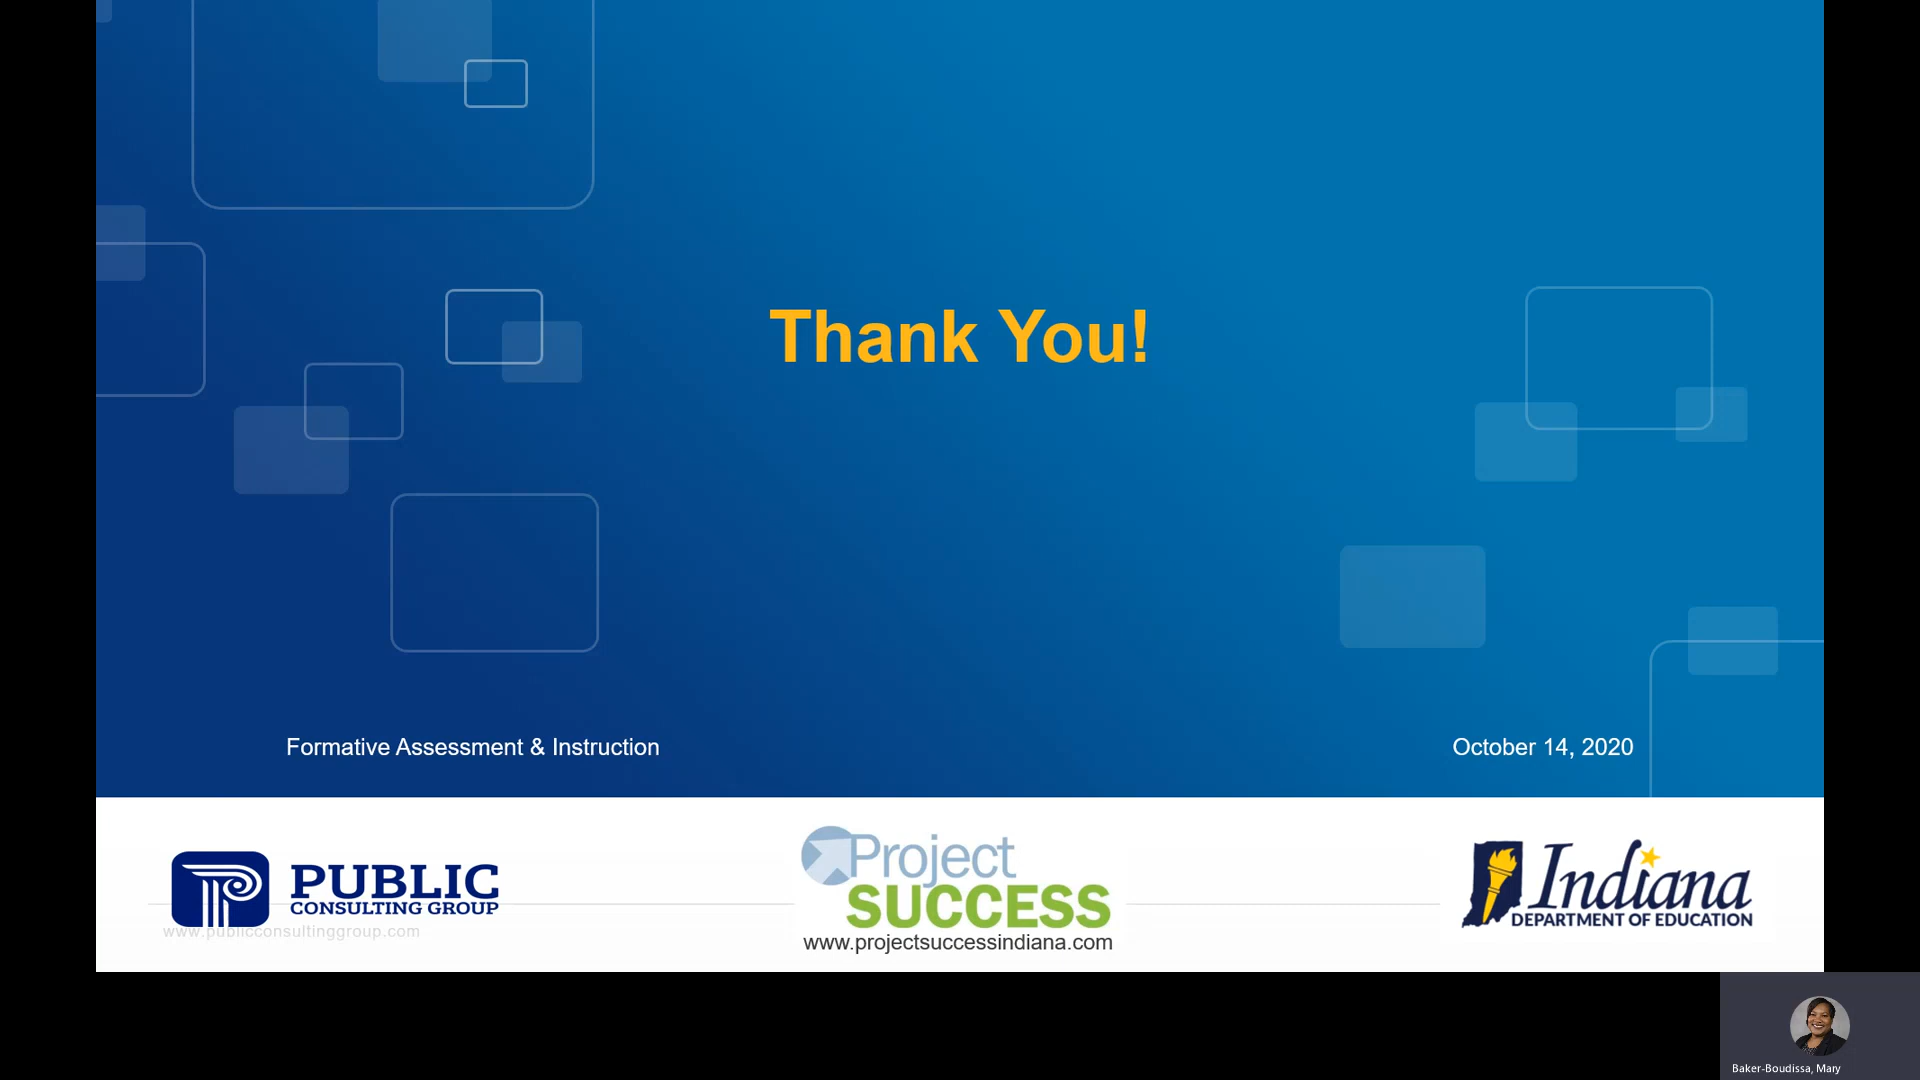 Thank You!
Formative Assessment & Instruction
October 14, 2020
PUBLIC
CONSULTING GROUP
www.publicconsultinggroup.com
Project
SUCCESS
www.projectsuccessindiana.com
Indiana
DEPARTMENT OF EDUCATION
Baker-Boudissa, Mary